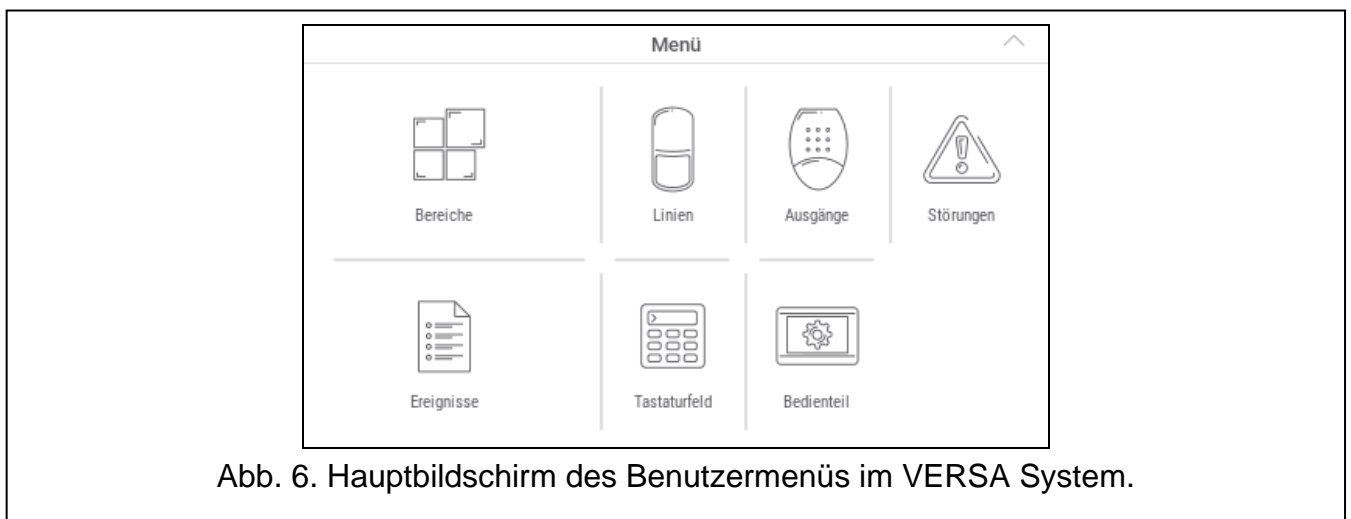 Menü
Bereiche
Linien
Ausgänge
Störungen
Ereignisse
Tastaturfeld
Bedienteil
Abb. 6. Hauptbildschirm des Benutzermenüs im VERSA System.